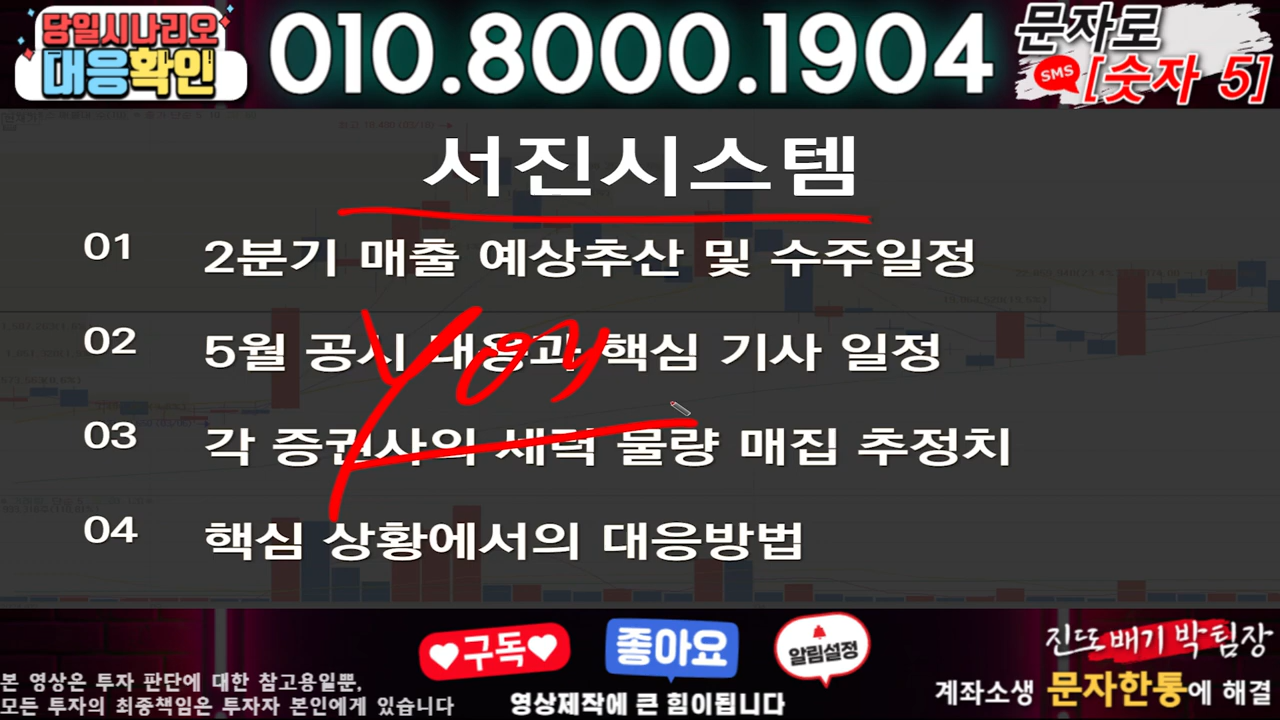 당일시나리오
대응확인
010.8000.1904
문자로
SMS [숫자 5]
서진시스템
01 2분기 매출 예상추산 및 수주일정
02 5월 공시 내용과 핵심 기사 일정
03 각 증권사의 세력 물량 매집 추정치
04 핵심 상황에서의 대응방법
구독
좋아요
알림설정
영상제작에 큰 힘이됩니다
본 영상은 투자 판단에 대한 참고용일뿐,
모든 투자의 최종책임은 투자자 본인에게 있습니다
진또배기 박팀장
계좌소생 문자한통에 해결